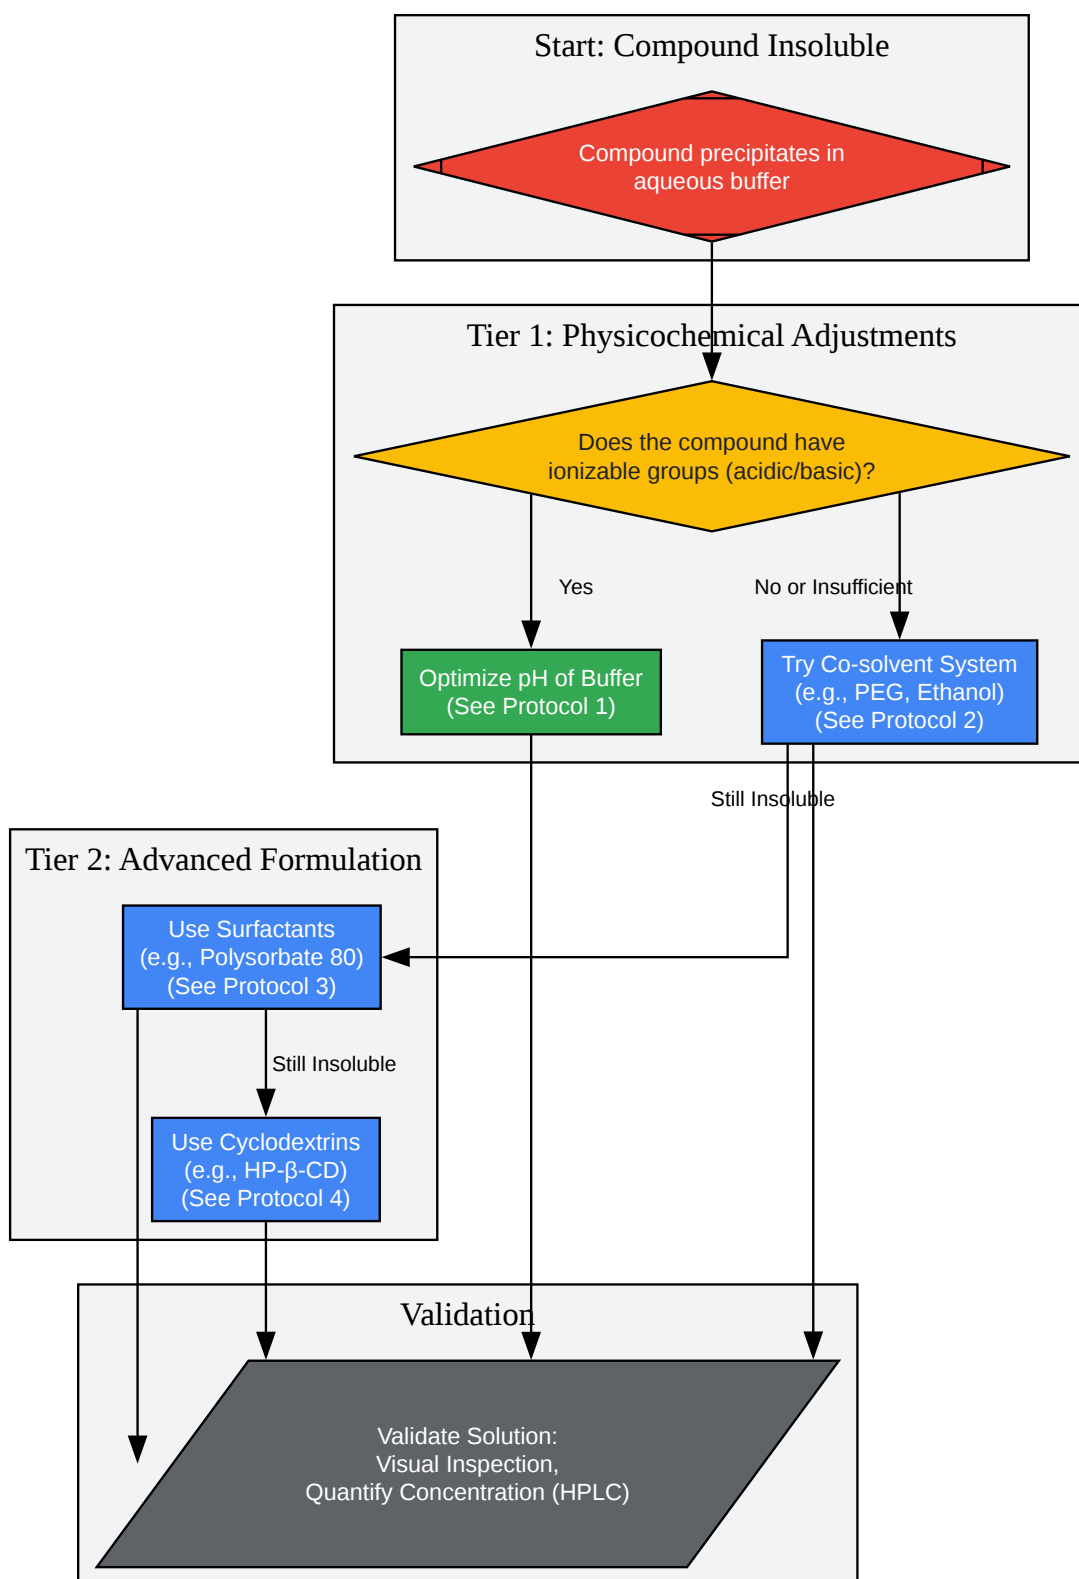 Start: Compound Insoluble
Compound precipitates in
aqueous buffer
Tier 1: Physicochemical Adjustments
Does the compound have
ionizable groups (acidic/basic)?
Yes
No or Insufficient
Optimize pH of Buffer
(See Protocol 1)
Try Co-solvent System
(e.g., PEG, Ethanol)
(See Protocol 2)
Still Insoluble
Tier 2: Advanced Formulation
Use Surfactants
(e.g., Polysorbate 80)
(See Protocol 3)
Still Insoluble
Use Cyclodextrins
(e.g., HP-β-CD)
(See Protocol 4)
Validation
Validate Solution:
Visual Inspection,
Quantify Concentration (HPLC)